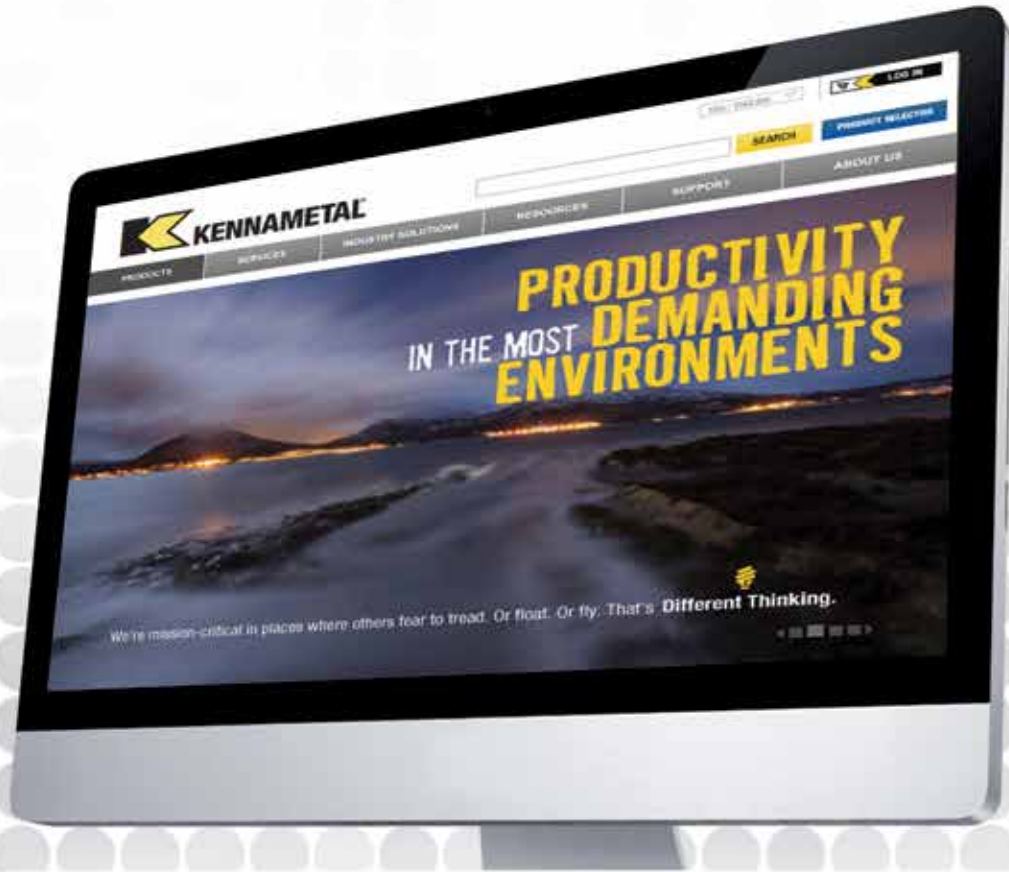 LOG IN
SEARCH
PRODUCT SELECTOR
KENNAMETAL®
PRODUCTS
SERVICES
INDUSTRY SOLUTIONS
RESOURCES
SUPPORT
ABOUT US
PRODUCTIVITY
IN THE MOST DEMANDING
ENVIRONMENTS
We're mission-critical in places where others fear to tread. Or float. Or fly. That's Different Thinking.